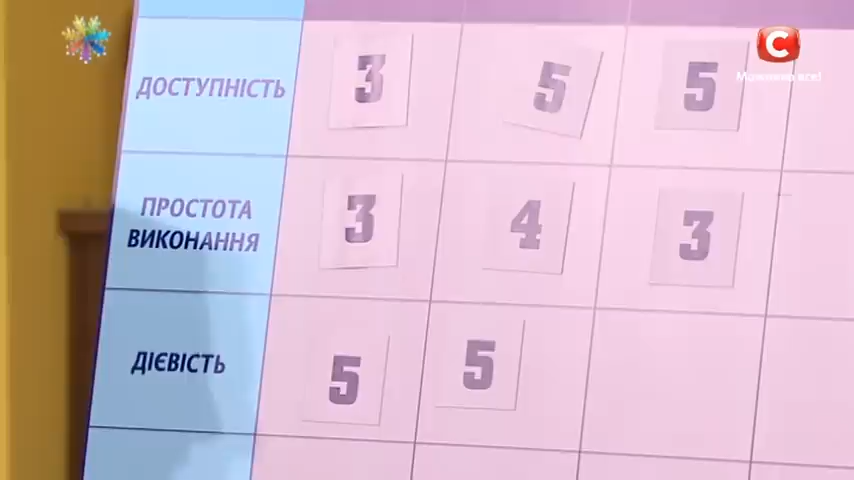 С
ДОСТУПНІСТЬ 3 5 5
ПРОСТОТА
ВИКОНАННЯ 3 4 3
ДІЄВІСТЬ 5 5